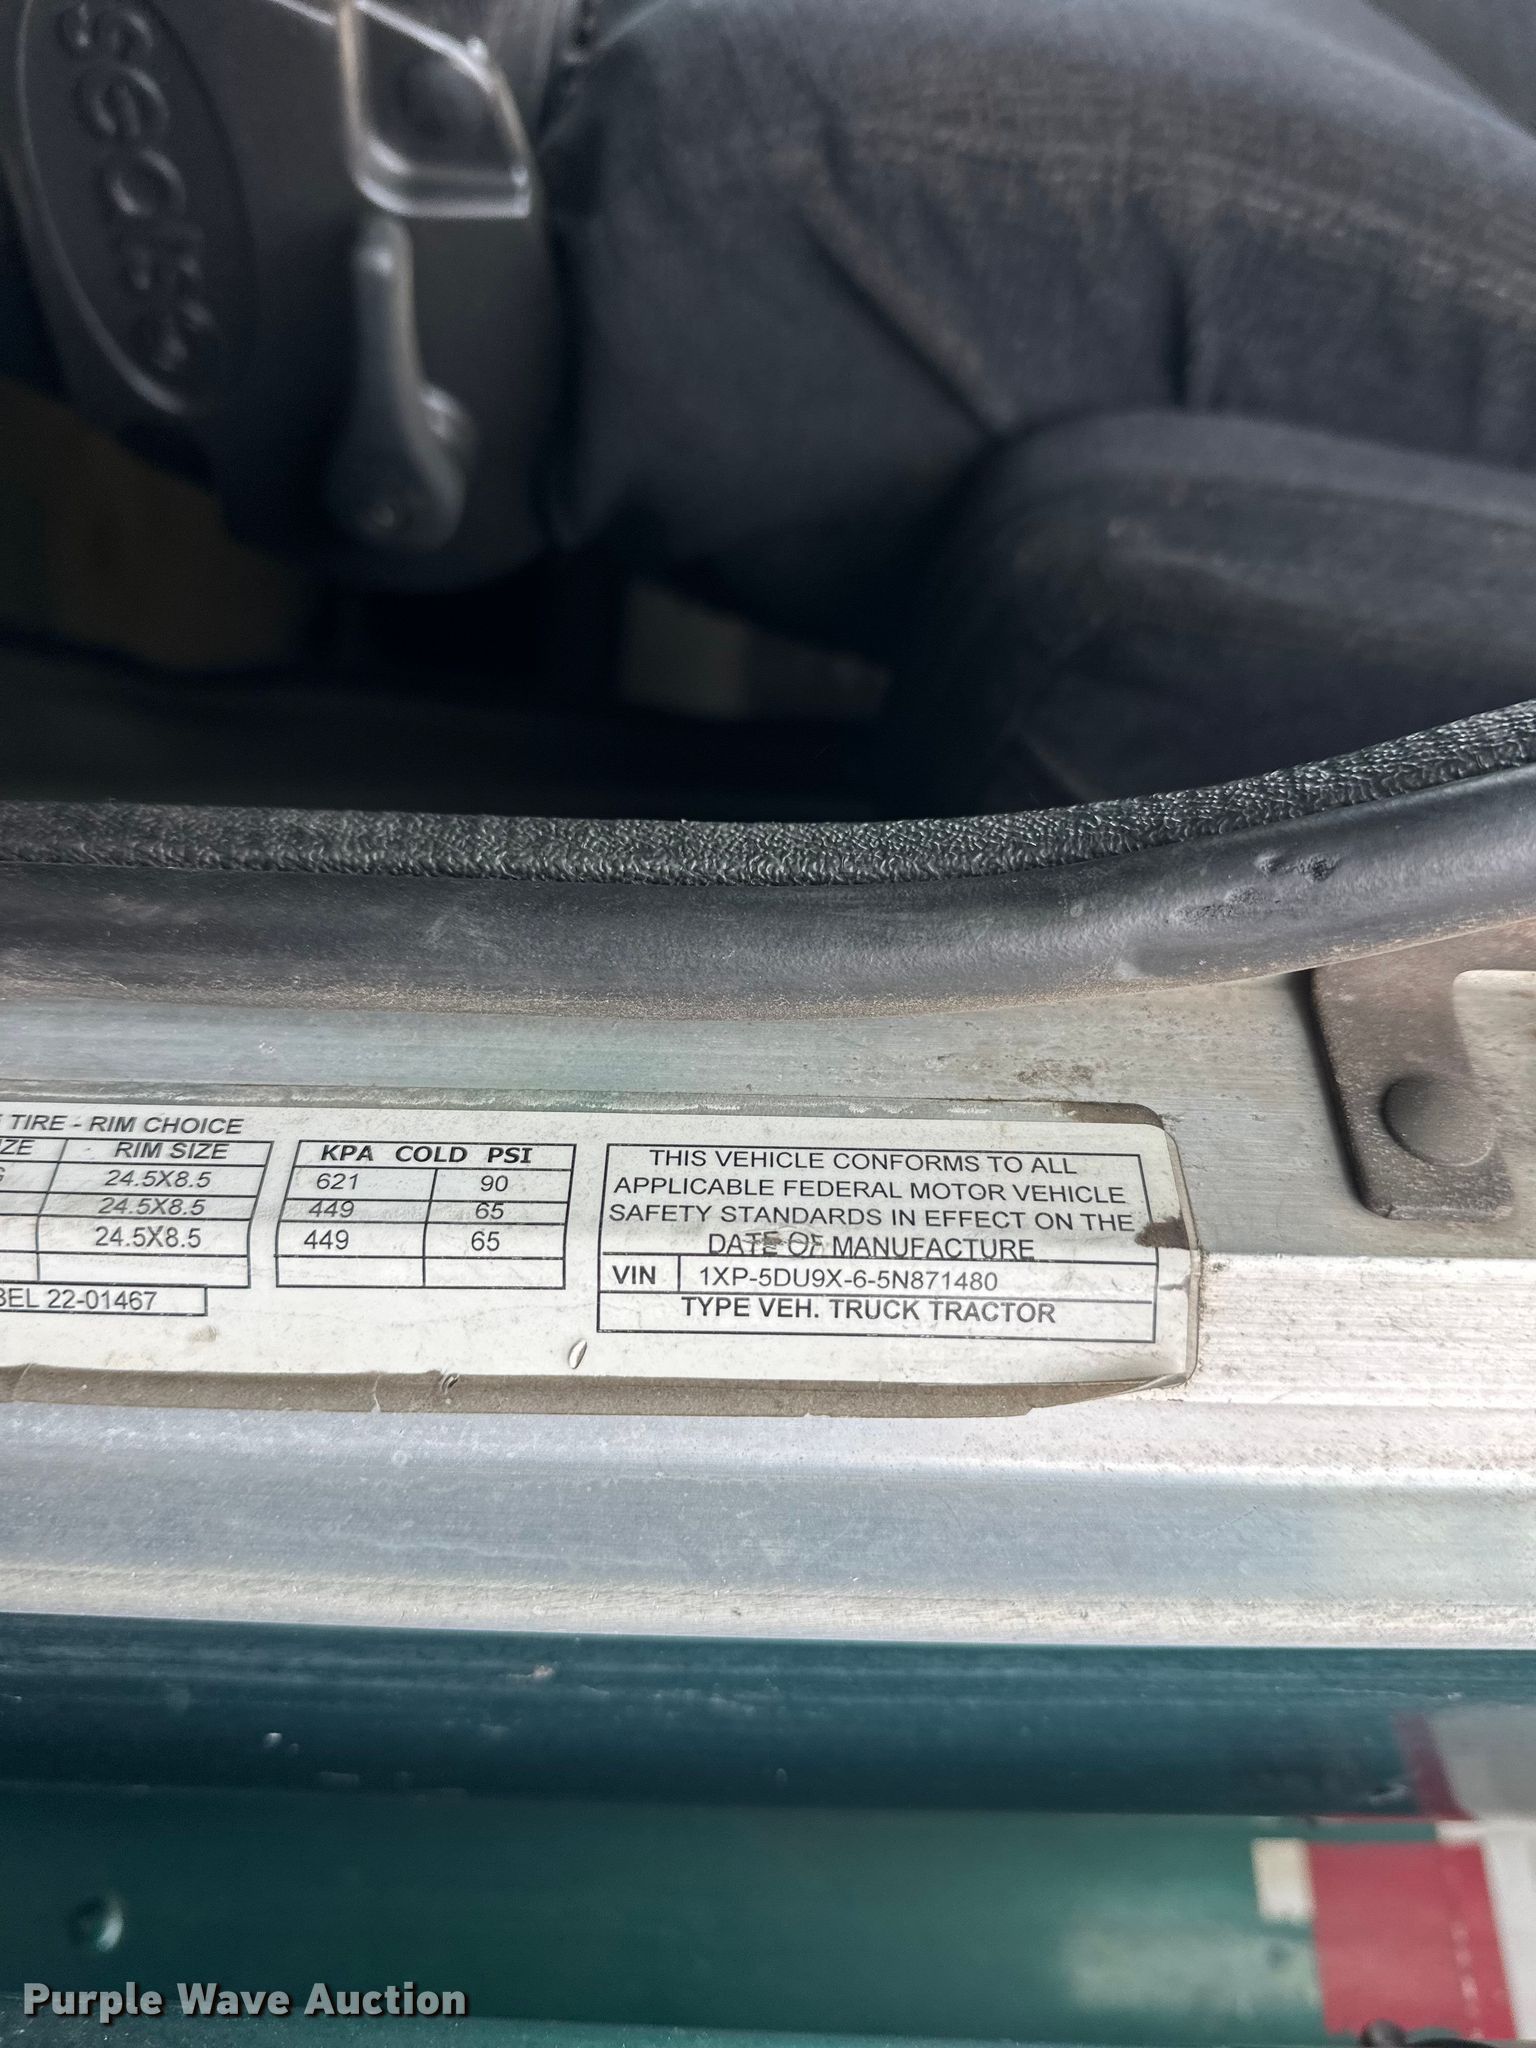 Sears
TIRE - RIM CHOICE
IZE RIM SIZE
G 24.5X8.5
24.5X8.5
24.5X8.5
BEL 22-01467
KPA COLD PSI
621 90
449 65
449 65
THIS VEHICLE CONFORMS TO ALL
APPLICABLE FEDERAL MOTOR VEHICLE
SAFETY STANDARDS IN EFFECT ON THE
DATE OF MANUFACTURE
VIN 1XP-5DU9X-6-5N871480
TYPE VEH. TRUCK TRACTOR
Purple Wave Auction